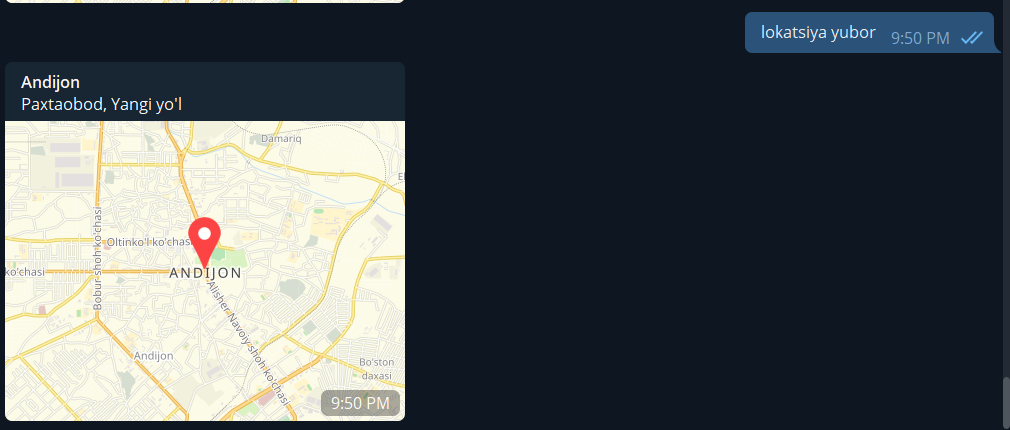 lokatsiya yubor 9:50 PM
Andijon
Paxtaobod, Yangi yo'l
Damariq
Bobur shoh ko'chasi
Oltinko'l ko'chasi
ko'chasi
ANDIJON
Alisher Navoiy shoh ko'chasi
Andijon
Bo'ston
daxasi
9:50 PM